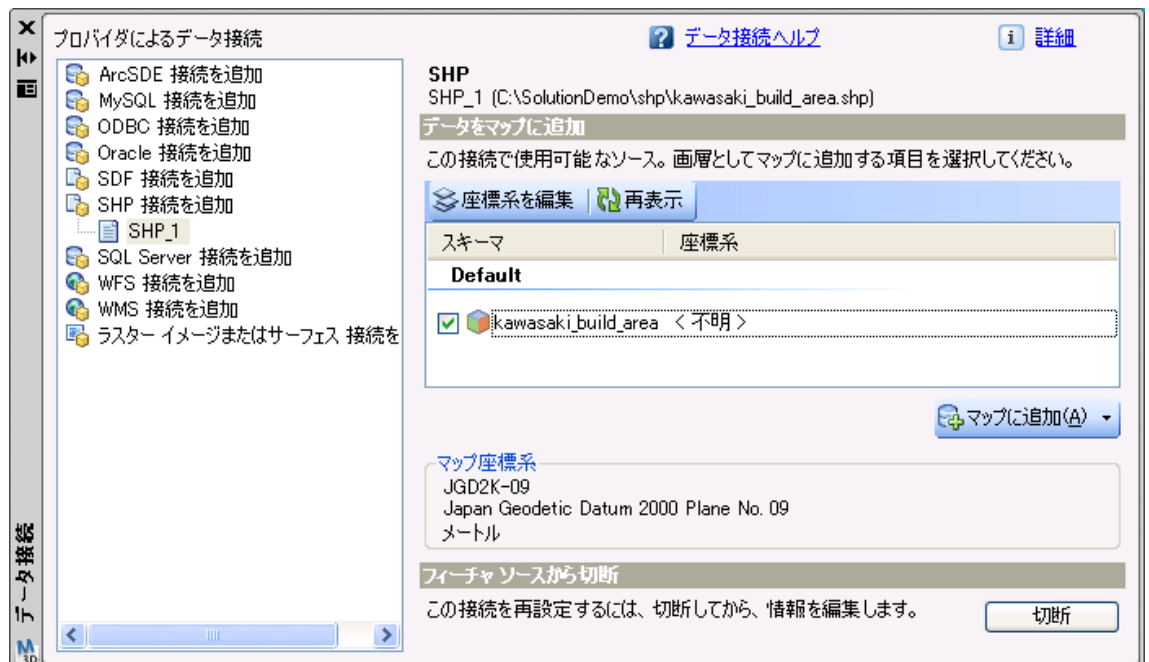 プロバイダによるデータ接続
データ接続ヘルプ
詳細
ArcSDE 接続を追加
MySQL 接続を追加
ODBC 接続を追加
Oracle 接続を追加
SDF 接続を追加
SHP 接続を追加
SHP_1
SQL Server 接続を追加
WFS 接続を追加
WMS 接続を追加
ラスター イメージまたはサーフェス 接続を
SHP
SHP_1 (C:\SolutionDemo\shp\kawasaki_build_area.shp)
データをマップに追加
この接続で使用可能なソース。画層としてマップに追加する項目を選択してください。
座標系を編集 再表示
スキーマ 座標系
Default
kawasaki_build_area <不明>
マップに追加(A)
マップ座標系
JGD2K-09
Japan Geodetic Datum 2000 Plane No. 09
メートル
フィーチャ ソースから切断
この接続を再設定するには、切断してから、情報を編集します。
切断
データ接続
M
3D